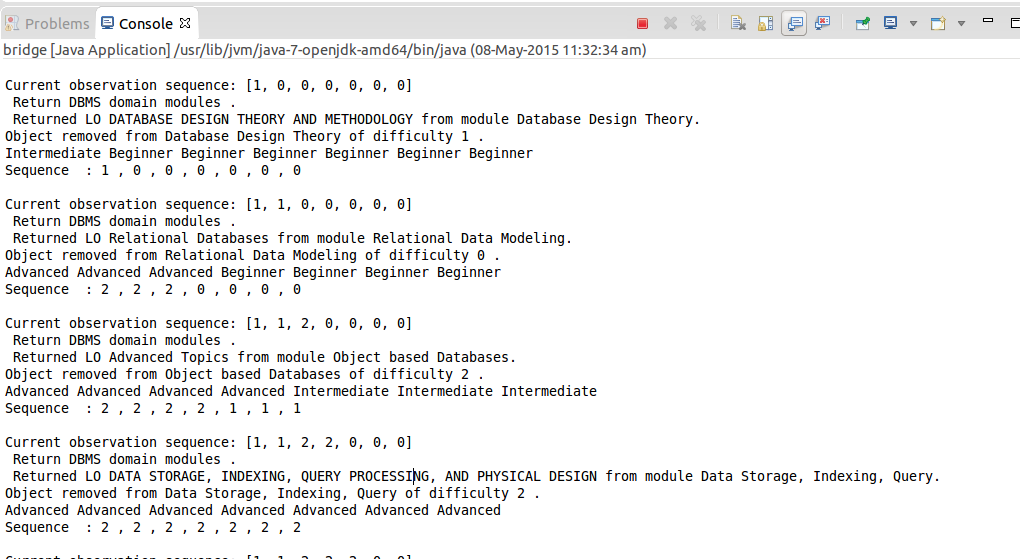 Problems Console
bridge [Java Application] /usr/lib/jvm/java-7-openjdk-amd64/bin/java (08-May-2015 11:32:34 am)
Current observation sequence: [1, 0, 0, 0, 0, 0, 0]
Return DBMS domain modules .
Returned LO DATABASE DESIGN THEORY AND METHODOLOGY from module Database Design Theory.
Object removed from Database Design Theory of difficulty 1 .
Intermediate Beginner Beginner Beginner Beginner Beginner Beginner
Sequence  : 1 , 0 , 0 , 0 , 0 , 0 , 0
Current observation sequence: [1, 1, 0, 0, 0, 0, 0]
Return DBMS domain modules .
Returned LO Relational Databases from module Relational Data Modeling.
Object removed from Relational Data Modeling of difficulty 0 .
Advanced Advanced Advanced Beginner Beginner Beginner Beginner
Sequence  : 2 , 2 , 2 , 0 , 0 , 0 , 0
Current observation sequence: [1, 1, 2, 0, 0, 0, 0]
Return DBMS domain modules .
Returned LO Advanced Topics from module Object based Databases.
Object removed from Object based Databases of difficulty 2 .
Advanced Advanced Advanced Advanced Intermediate Intermediate Intermediate
Sequence  : 2 , 2 , 2 , 2 , 1 , 1 , 1
Current observation sequence: [1, 1, 2, 2, 0, 0, 0]
Return DBMS domain modules .
Returned LO DATA STORAGE, INDEXING, QUERY PROCESSING, AND PHYSICAL DESIGN from module Data Storage, Indexing, Query.
Object removed from Data Storage, Indexing, Query of difficulty 2 .
Advanced Advanced Advanced Advanced Advanced Advanced Advanced
Sequence  : 2 , 2 , 2 , 2 , 2 , 2 , 2